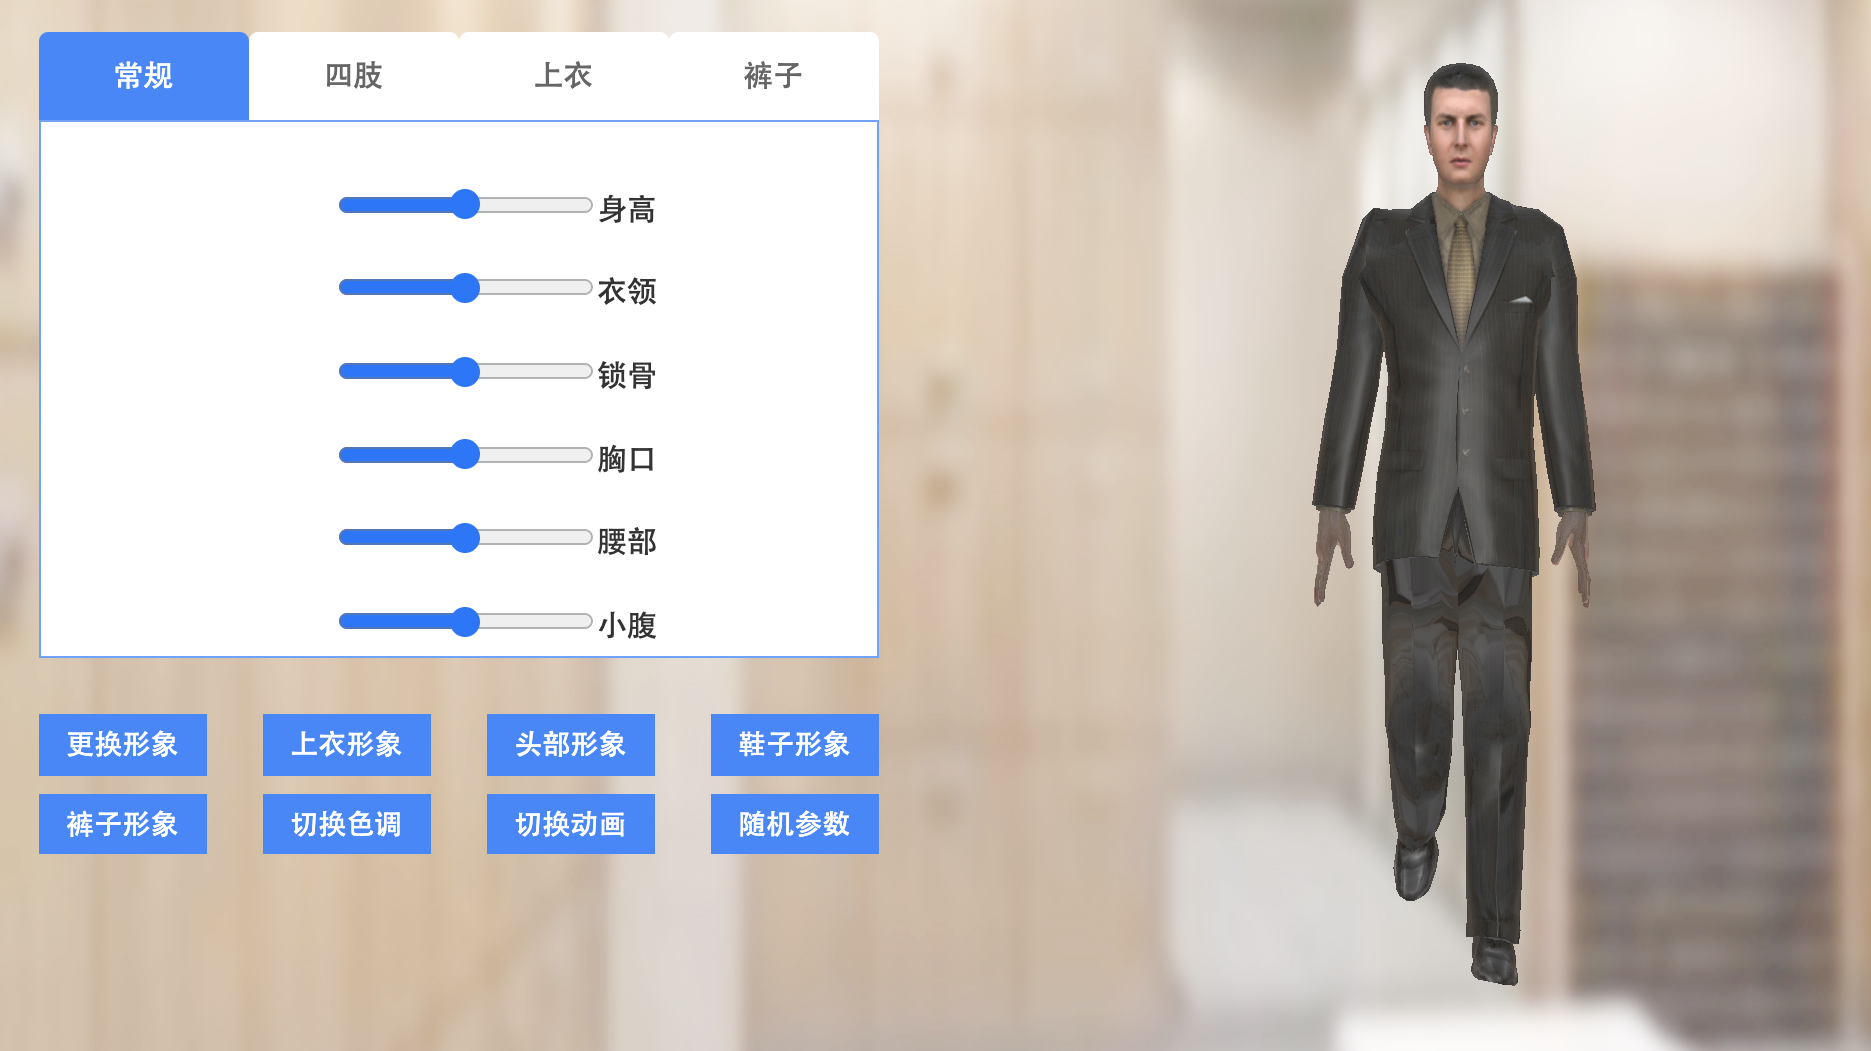 常规 四肢 上衣 裤子
身高
衣领
锁骨
胸口
腰部
小腹
更换形象 上衣形象 头部形象 鞋子形象
裤子形象 切换色调 切换动画 随机参数